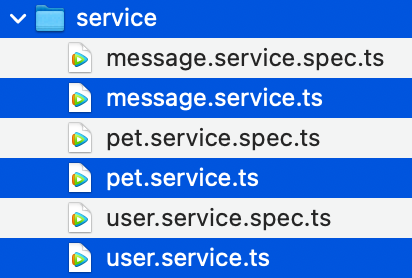 service
message.service.spec.ts
message.service.ts
pet.service.spec.ts
pet.service.ts
user.service.spec.ts
user.service.ts